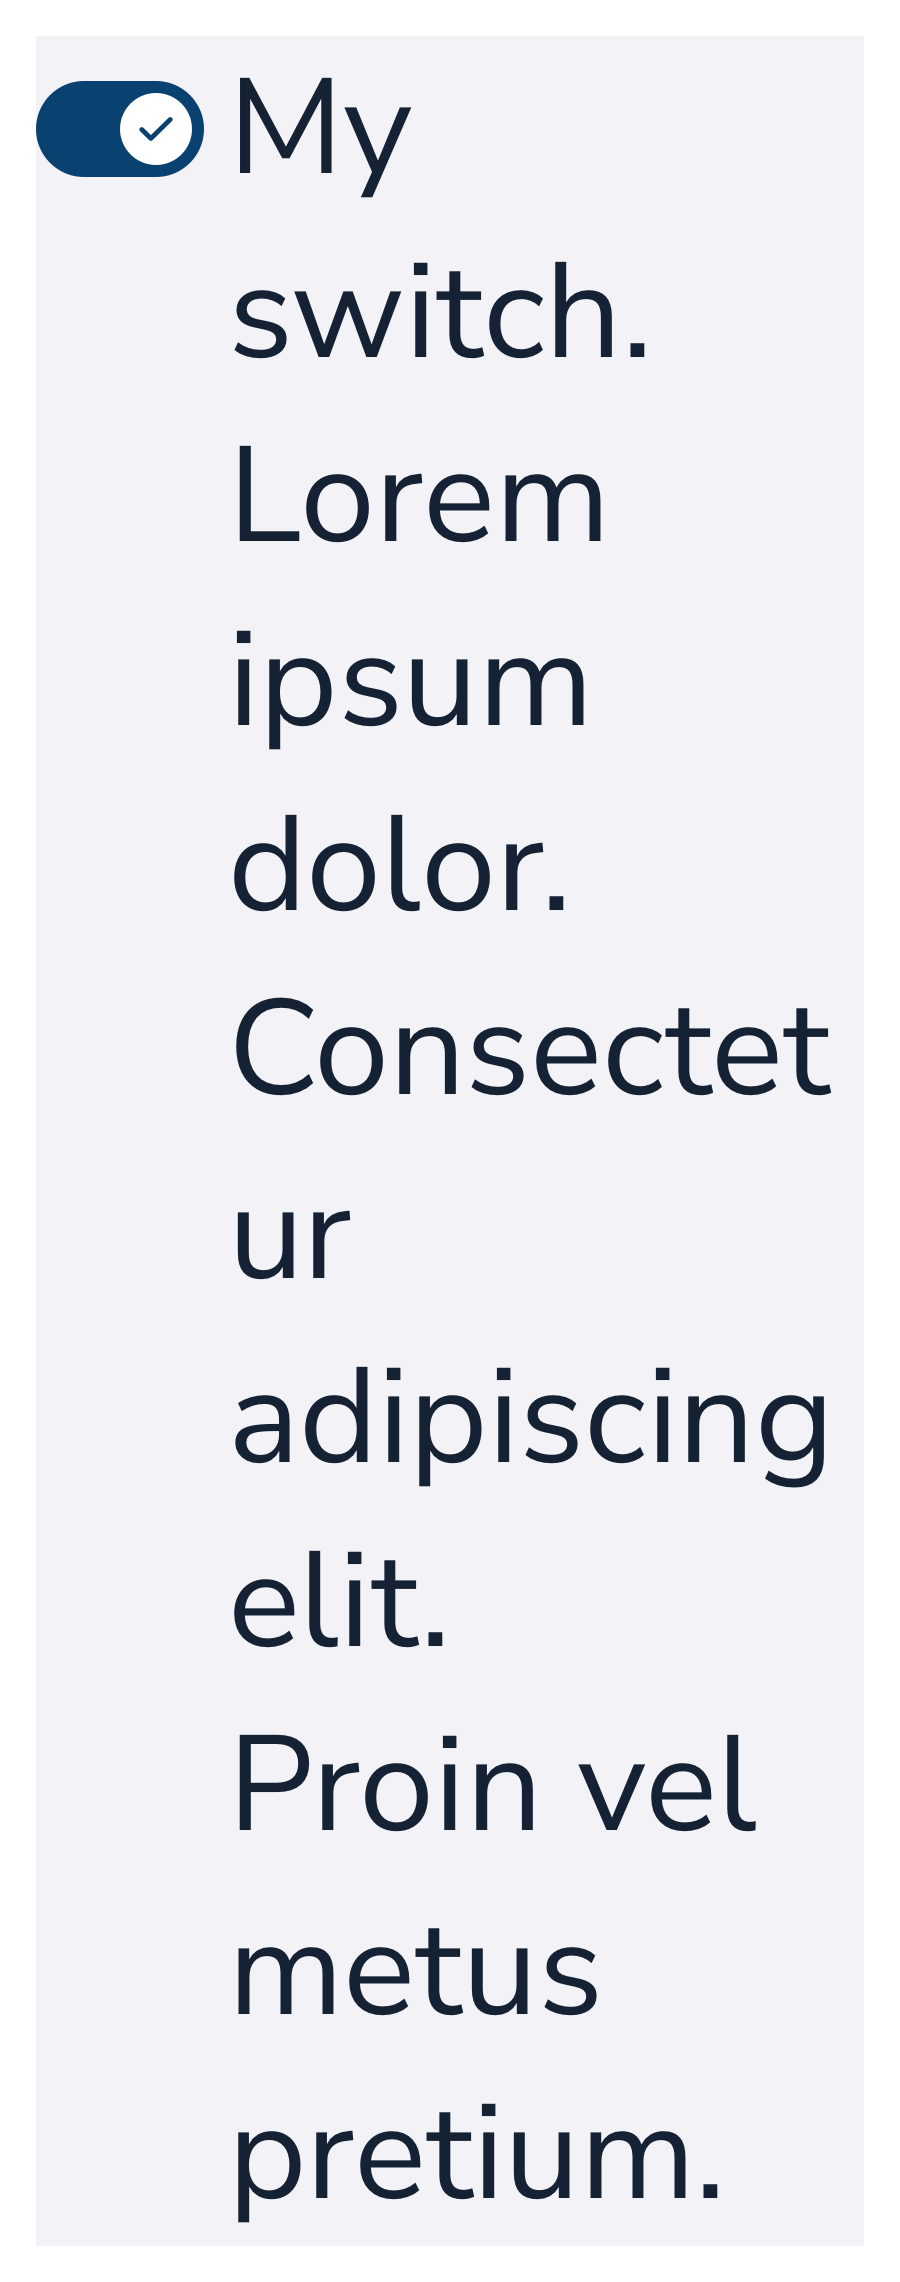 My
switch.
Lorem
ipsum
dolor.
Consectet
ur
adipiscing
elit.
Proin vel
metus
pretium.